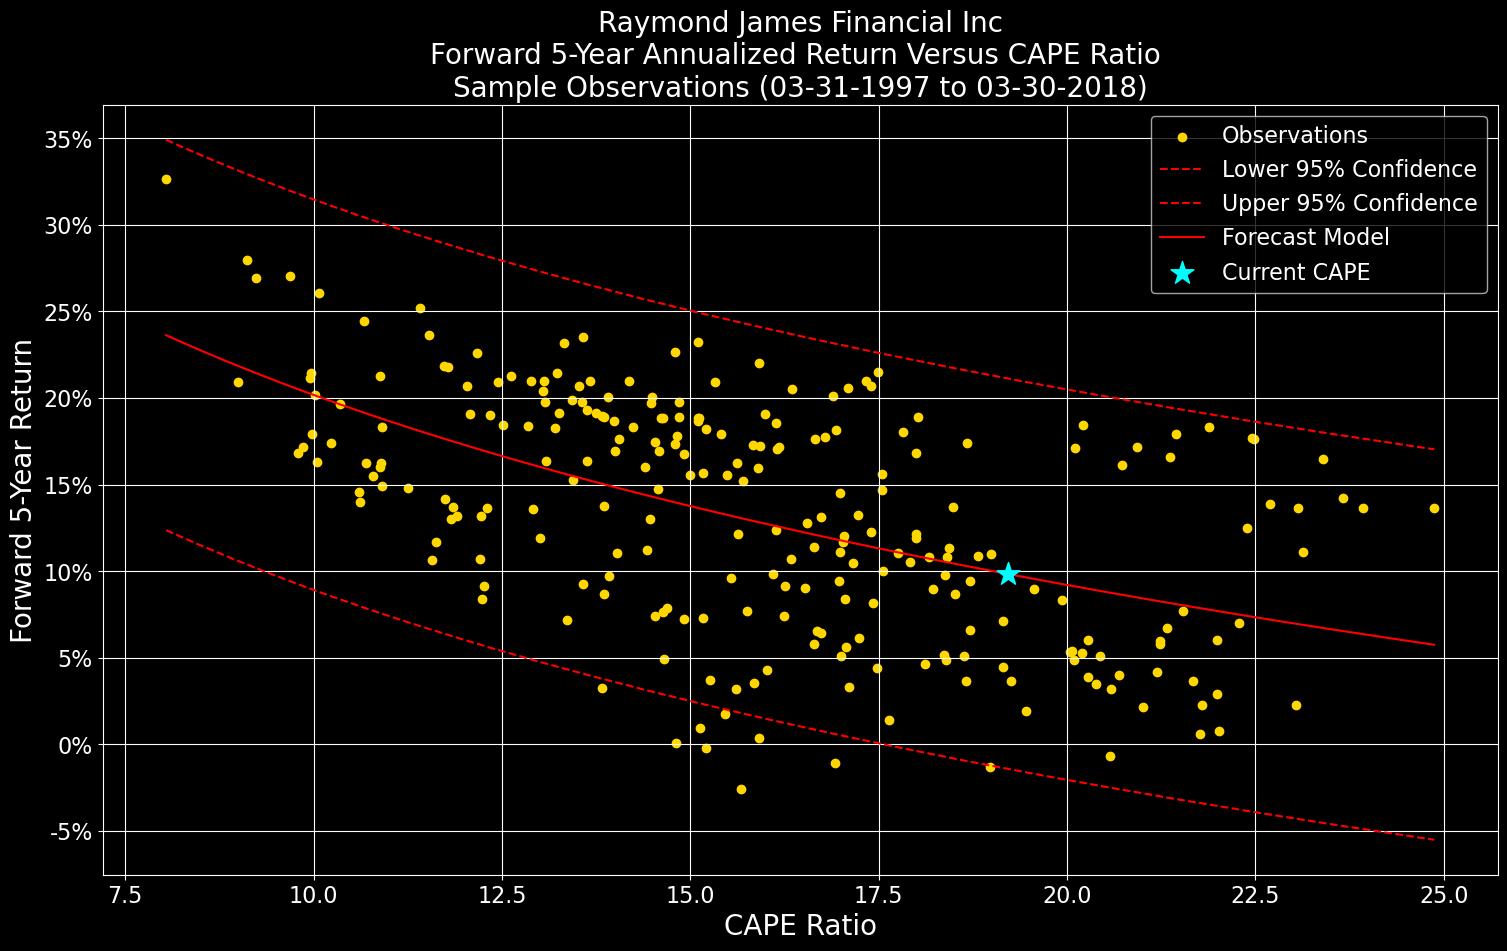 Raymond James Financial Inc
Forward 5-Year Annualized Return Versus CAPE Ratio
Sample Observations (03-31-1997 to 03-30-2018)
Observations
Lower 95% Confidence
Upper 95% Confidence
Forecast Model
Current CAPE
Forward 5-Year Return
35%
30%
25%
20%
15%
10%
5%
0%
-5%
7.5 10.0 12.5 15.0 17.5 20.0 22.5 25.0
CAPE Ratio